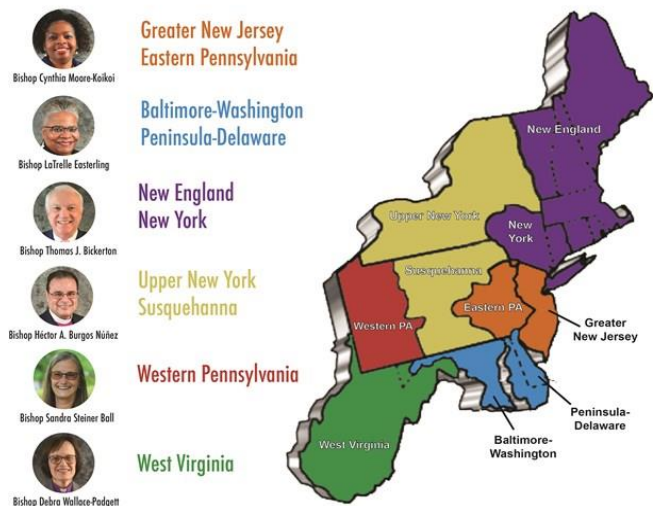 Bishop Cynthia Moore-Koikoi
Greater New Jersey
Eastern Pennsylvania
Bishop LaTrelle Easterling
Baltimore-Washington
Peninsula-Delaware
Bishop Thomas J. Bickerton
New England
New York
Bishop Héctor A. Burgos Núñez
Upper New York
Susquehanna
Bishop Sandra Steiner Ball
Western Pennsylvania
Bishop Debra Wallace-Padgett
West Virginia
New England
Upper New York
New York
Susquehanna
Eastern PA
Western PA
Greater
New Jersey
Peninsula-
Delaware
Baltimore-
Washington
West Virginia